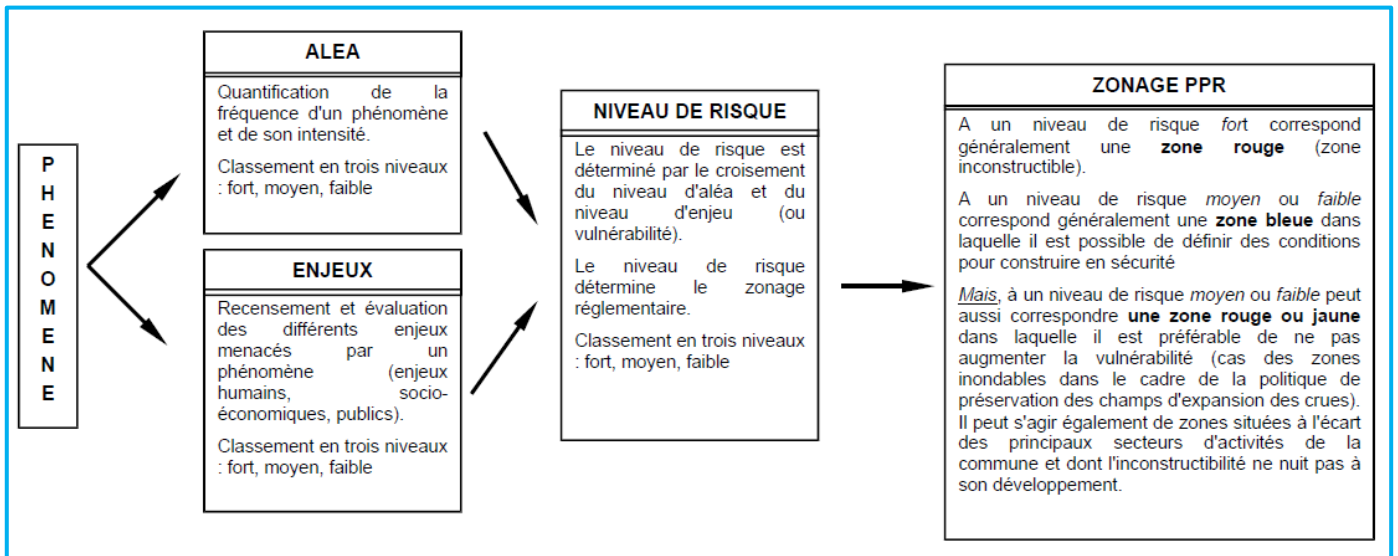 P
H
E
N
O
M
E
N
E
ALEA
Quantification de la
fréquence d'un phénomène
et de son intensité.
Classement en trois niveaux
: fort, moyen, faible
ENJEUX
Recensement et évaluation
des différents enjeux
menacés par un
phénomène (enjeux
humains, socio-
économiques, publics).
Classement en trois niveaux
: fort, moyen, faible
NIVEAU DE RISQUE
Le niveau de risque est
déterminé par le croisement
du niveau d'aléa et du
niveau d'enjeu (ou
vulnérabilité).
Le niveau de risque
détermine le zonage
réglementaire.
Classement en trois niveaux
: fort, moyen, faible
ZONAGE PPR
A un niveau de risque fort correspond
généralement une zone rouge (zone
inconstructible).
A un niveau de risque moyen ou faible
correspond généralement une zone bleue dans
laquelle il est possible de définir des conditions
pour construire en sécurité
Mais, à un niveau de risque moyen ou faible peut
aussi correspondre une zone rouge ou jaune
dans laquelle il est préférable de ne pas
augmenter la vulnérabilité (cas des zones
inondables dans le cadre de la politique de
préservation des champs d'expansion des crues).
Il peut s'agir également de zones situées à l'écart
des principaux secteurs d'activités de la
commune et dont l'inconstructibilité ne nuit pas à
son développement.